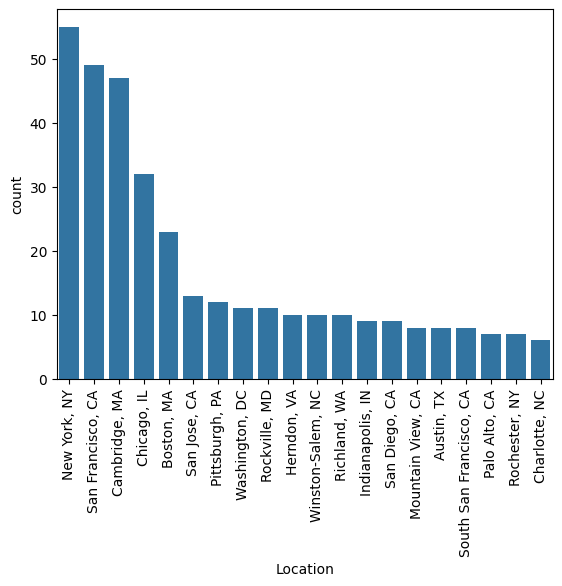 count
50
40
30
20
10
0
New York, NY
San Francisco, CA
Cambridge, MA
Chicago, IL
Boston, MA
San Jose, CA
Pittsburgh, PA
Washington, DC
Rockville, MD
Herndon, VA
Winston-Salem, NC
Richland, WA
Indianapolis, IN
San Diego, CA
Mountain View, CA
Austin, TX
South San Francisco, CA
Palo Alto, CA
Rochester, NY
Charlotte, NC
Location